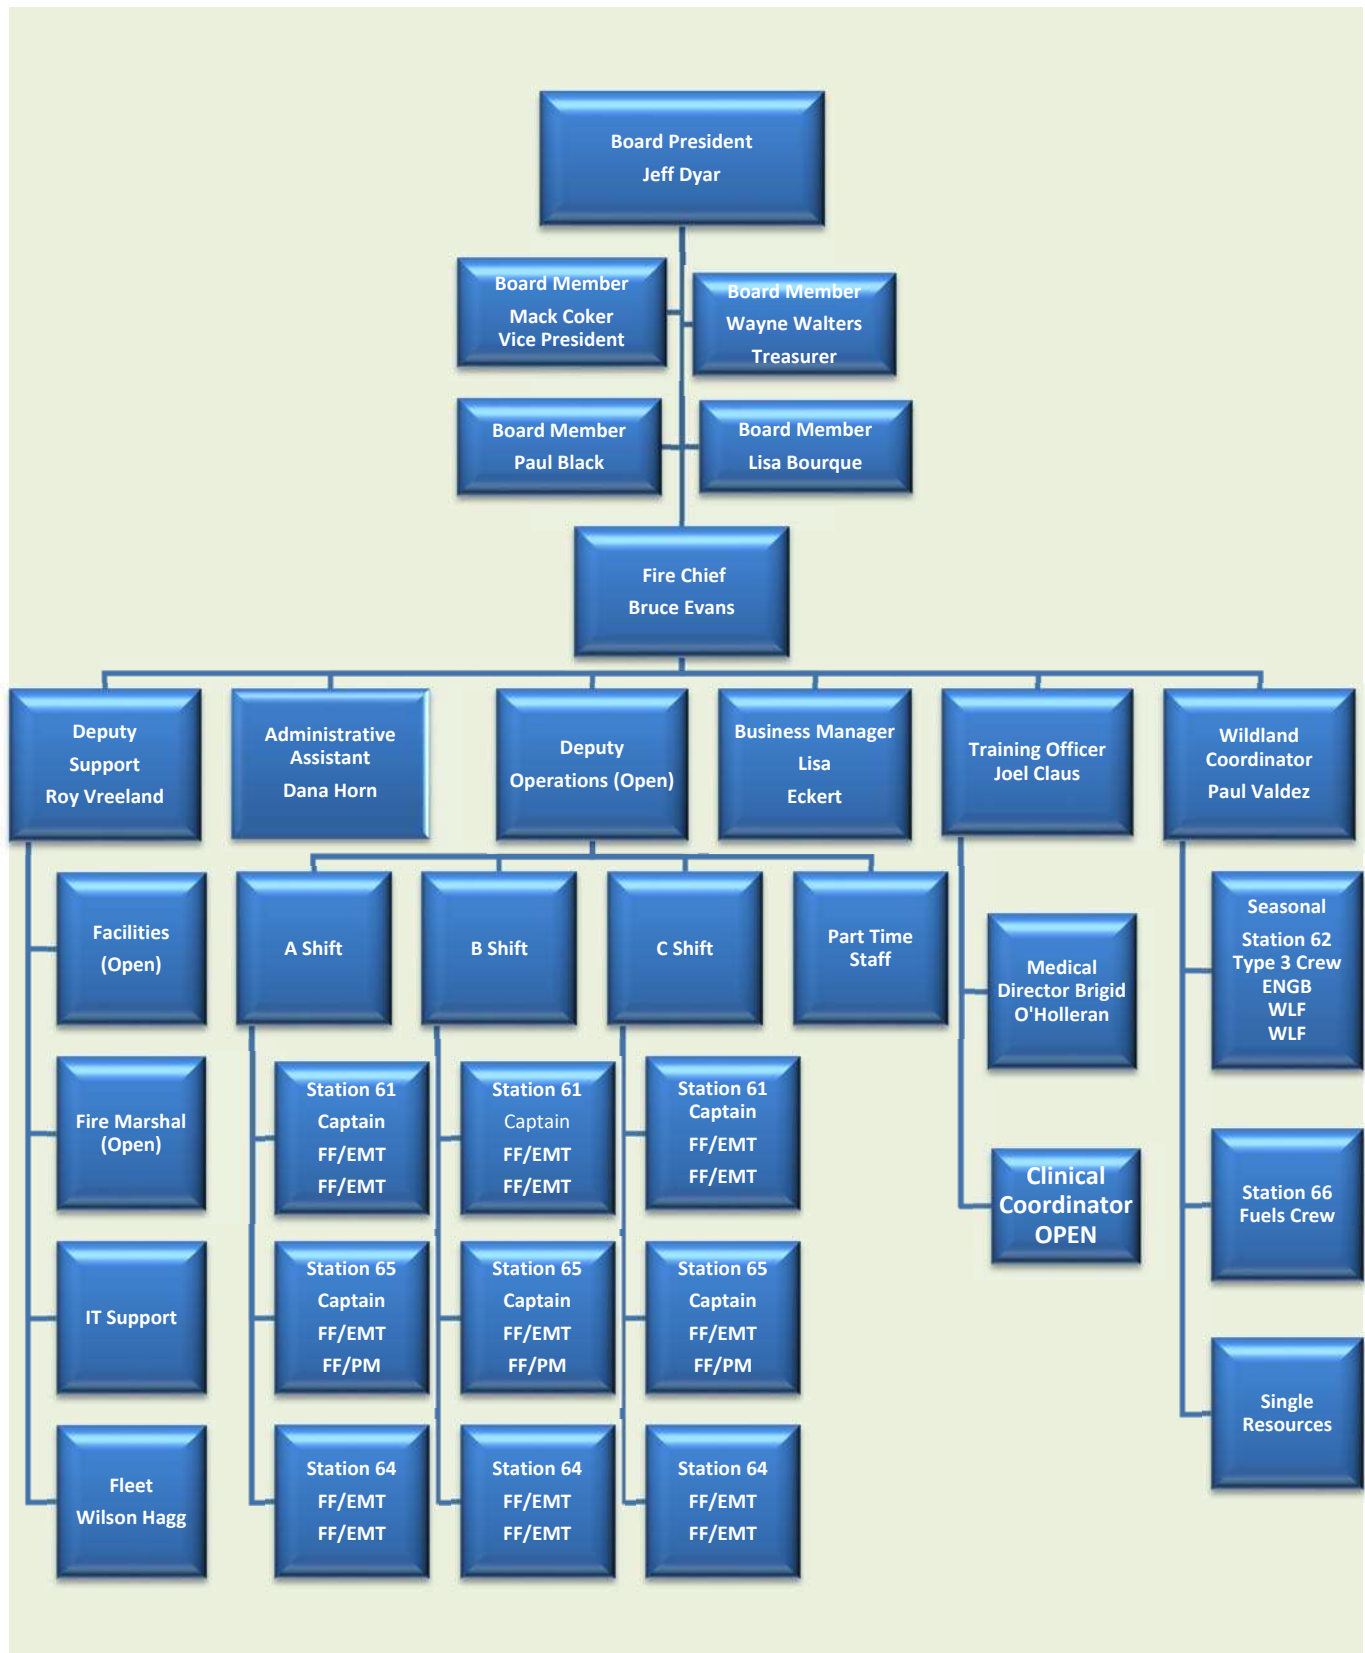 Board President
Jeff Dyar
Board Member
Mack Coker
Vice President
Board Member
Wayne Walters
Treasurer
Board Member
Paul Black
Board Member
Lisa Bourque
Fire Chief
Bruce Evans
Deputy
Support
Roy Vreeland
Administrative
Assistant
Dana Horn
Deputy
Operations (Open)
Business Manager
Lisa
Eckert
Training Officer
Joel Claus
Wildland
Coordinator
Paul Valdez
Facilities
(Open)
A Shift
B Shift
C Shift
Part Time
Staff
Medical
Director Brigid
O'Holleran
Seasonal
Station 62
Type 3 Crew
ENGB
WLF
WLF
Fire Marshal
(Open)
Station 61
Captain
FF/EMT
FF/EMT
Station 61
Captain
FF/EMT
FF/EMT
Station 61
Captain
FF/EMT
FF/EMT
Clinical
Coordinator
OPEN
Station 66
Fuels Crew
IT Support
Station 65
Captain
FF/EMT
FF/PM
Station 65
Captain
FF/EMT
FF/PM
Station 65
Captain
FF/EMT
FF/PM
Single
Resources
Fleet
Wilson Hagg
Station 64
FF/EMT
FF/EMT
Station 64
FF/EMT
FF/EMT
Station 64
FF/EMT
FF/EMT